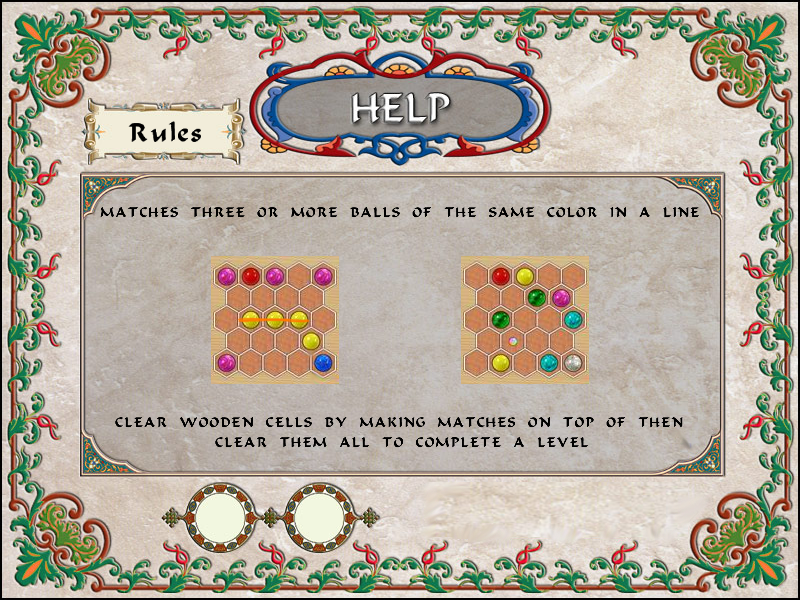 HELP
Rules
MATCHES THREE OR MORE BALLS OF THE SAME COLOR IN A LINE
CLEAR WOODEN CELLS BY MAKING MATCHES ON TOP OF THEN
CLEAR THEM ALL TO COMPLETE A LEVEL